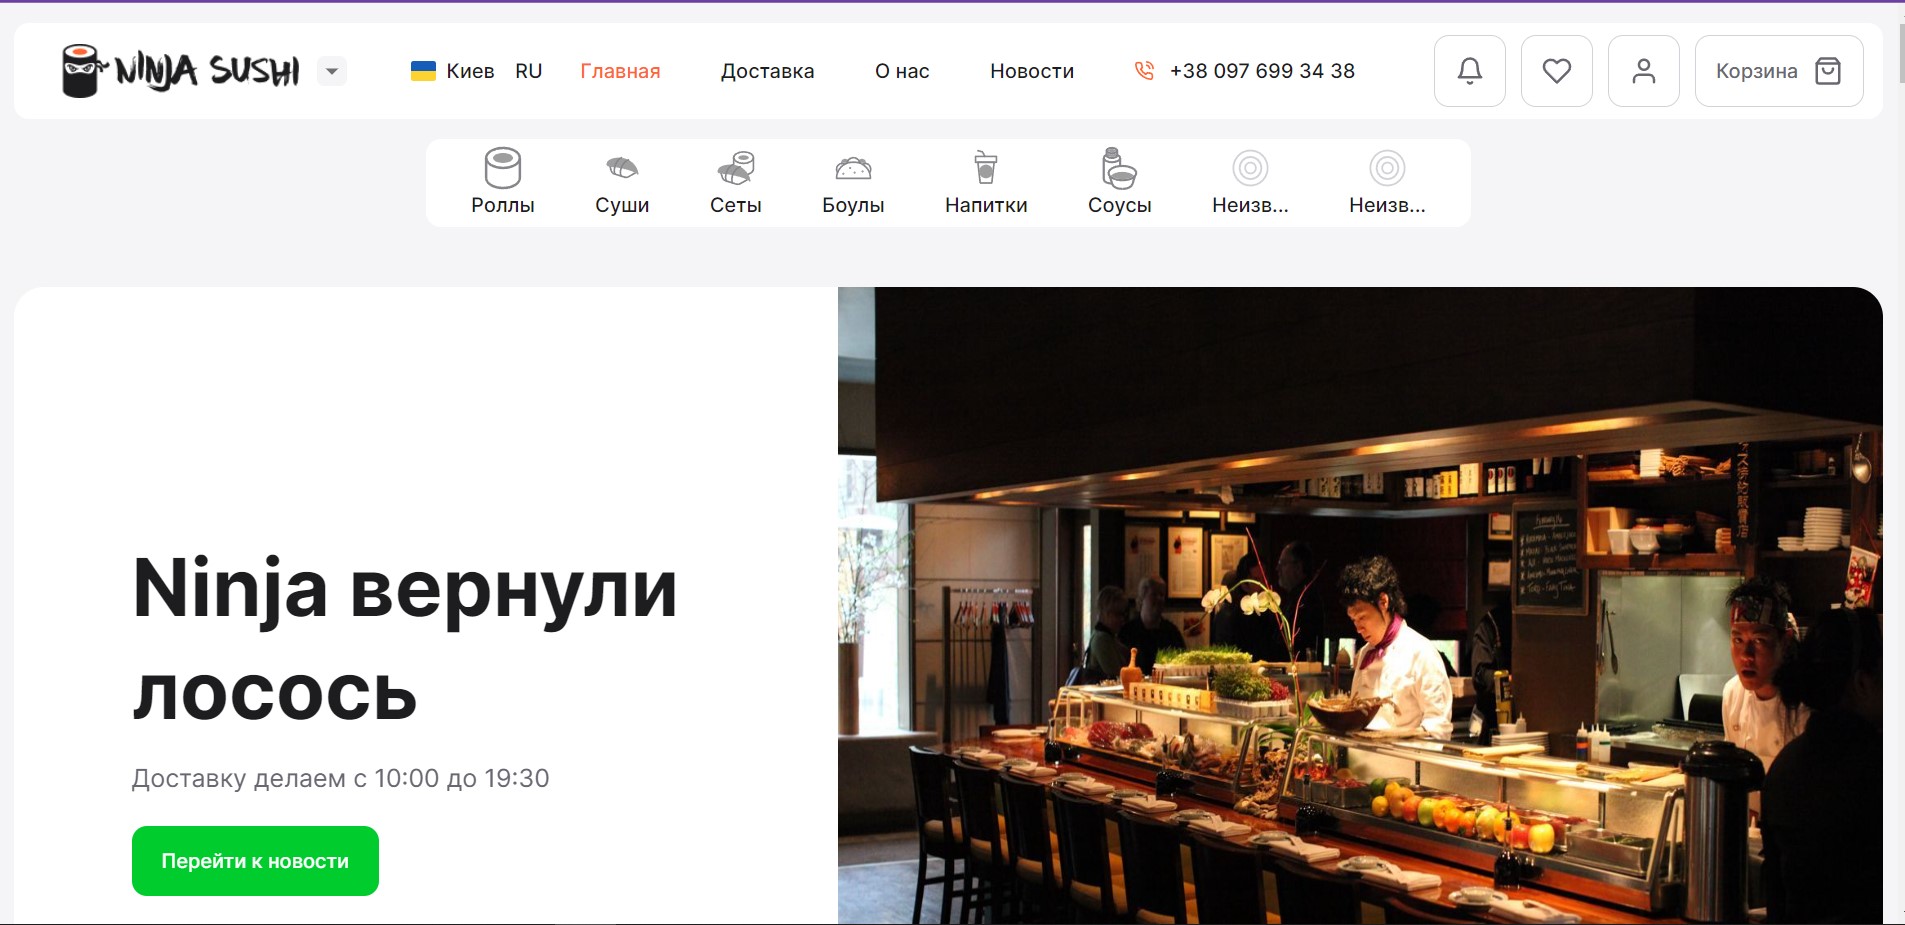 NINJA SUSHI
Киев RU Главная Доставка О нас Новости +38 097 699 34 38 Корзина
Роллы Суши Сеты Боулы Напитки Соусы Неизв... Неизв...
Ninja вернули
лосось
Доставку делаем с 10:00 до 19:30
Перейти к новости